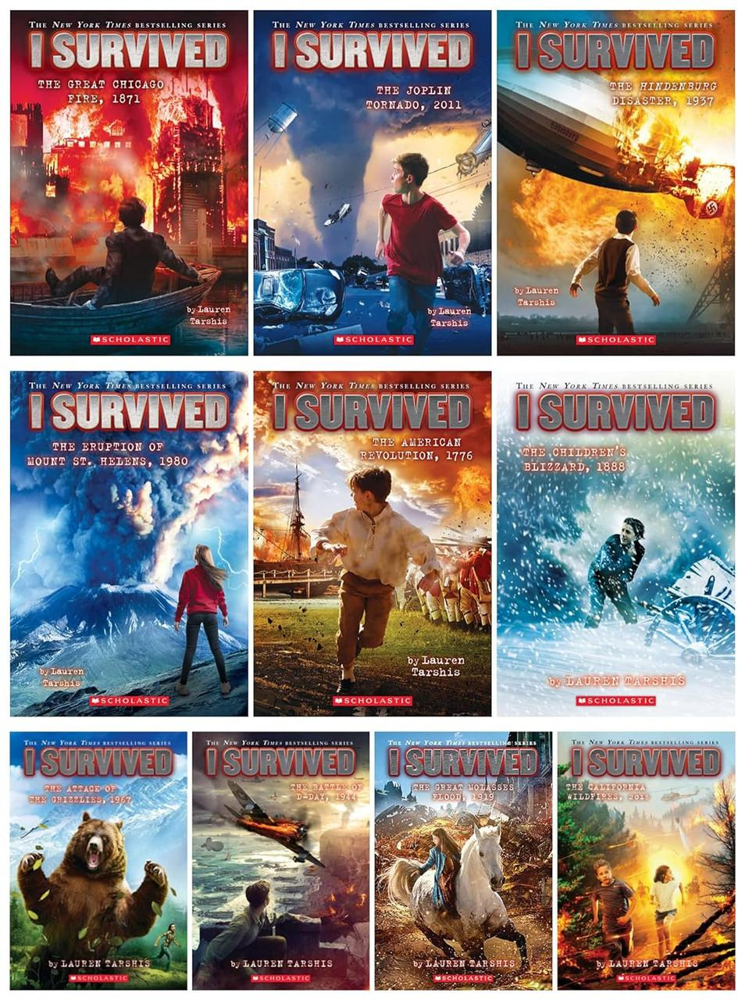 THE NEW YORK TIMES BESTSELLING SERIES
I SURVIVED
THE GREAT CHICAGO
FIRE, 1871
by Lauren
Tarshis
SCHOLASTIC
THE NEW YORK TIMES BESTSELLING SERIES
I SURVIVED
THE JOPLIN
TORNADO, 2011
by Lauren
Tarshis
SCHOLASTIC
THE NEW YORK TIMES BESTSELLING SERIES
I SURVIVED
THE HINDENBURG
DISASTER, 1937
Hindenburg
by Lauren
Tarshis
SCHOLASTIC
THE NEW YORK TIMES BESTSELLING SERIES
I SURVIVED
THE ERUPTION OF
MOUNT ST. HELENS, 1980
by Lauren
Tarshis
SCHOLASTIC
THE NEW YORK TIMES BESTSELLING SERIES
I SURVIVED
THE AMERICAN
REVOLUTION, 1776
by Lauren
Tarshis
SCHOLASTIC
THE NEW YORK TIMES BESTSELLING SERIES
I SURVIVED
THE CHILDREN'S
BLIZZARD, 1888
by LAUREN TARSHIS
SCHOLASTIC
THE NEW YORK TIMES BESTSELLING SERIES
I SURVIVED
THE ATTACK OF
THE GRIZZLIES, 1967
by LAUREN TARSHIS
SCHOLASTIC
THE NEW YORK TIMES BESTSELLING SERIES
I SURVIVED
THE BATTLE OF
D-DAY, 1944
by LAUREN TARSHIS
SCHOLASTIC
THE NEW YORK TIMES BESTSELLING SERIES
I SURVIVED
THE GREAT MOLASSES
FLOOD, 1919
by LAUREN TARSHIS
SCHOLASTIC
THE NEW YORK TIMES BESTSELLING SERIES
I SURVIVED
THE CALIFORNIA
WILDFIRES, 2018
by LAUREN TARSHIS
SCHOLASTIC